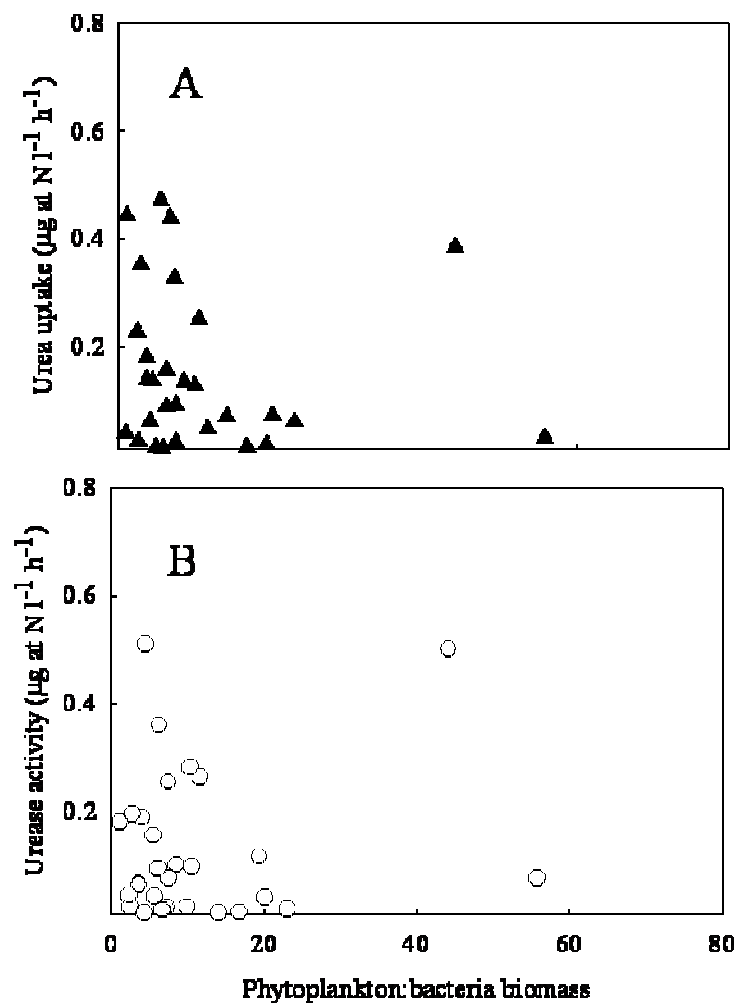 0.8
A
0.6
0.4
0.2
Urea uptake (µg at N l⁻¹ h⁻¹)
0.8
B
0.6
0.4
0.2
Urease activity (µg at N l⁻¹ h⁻¹)
0 20 40 60 80
Phytoplankton:bacteria biomass